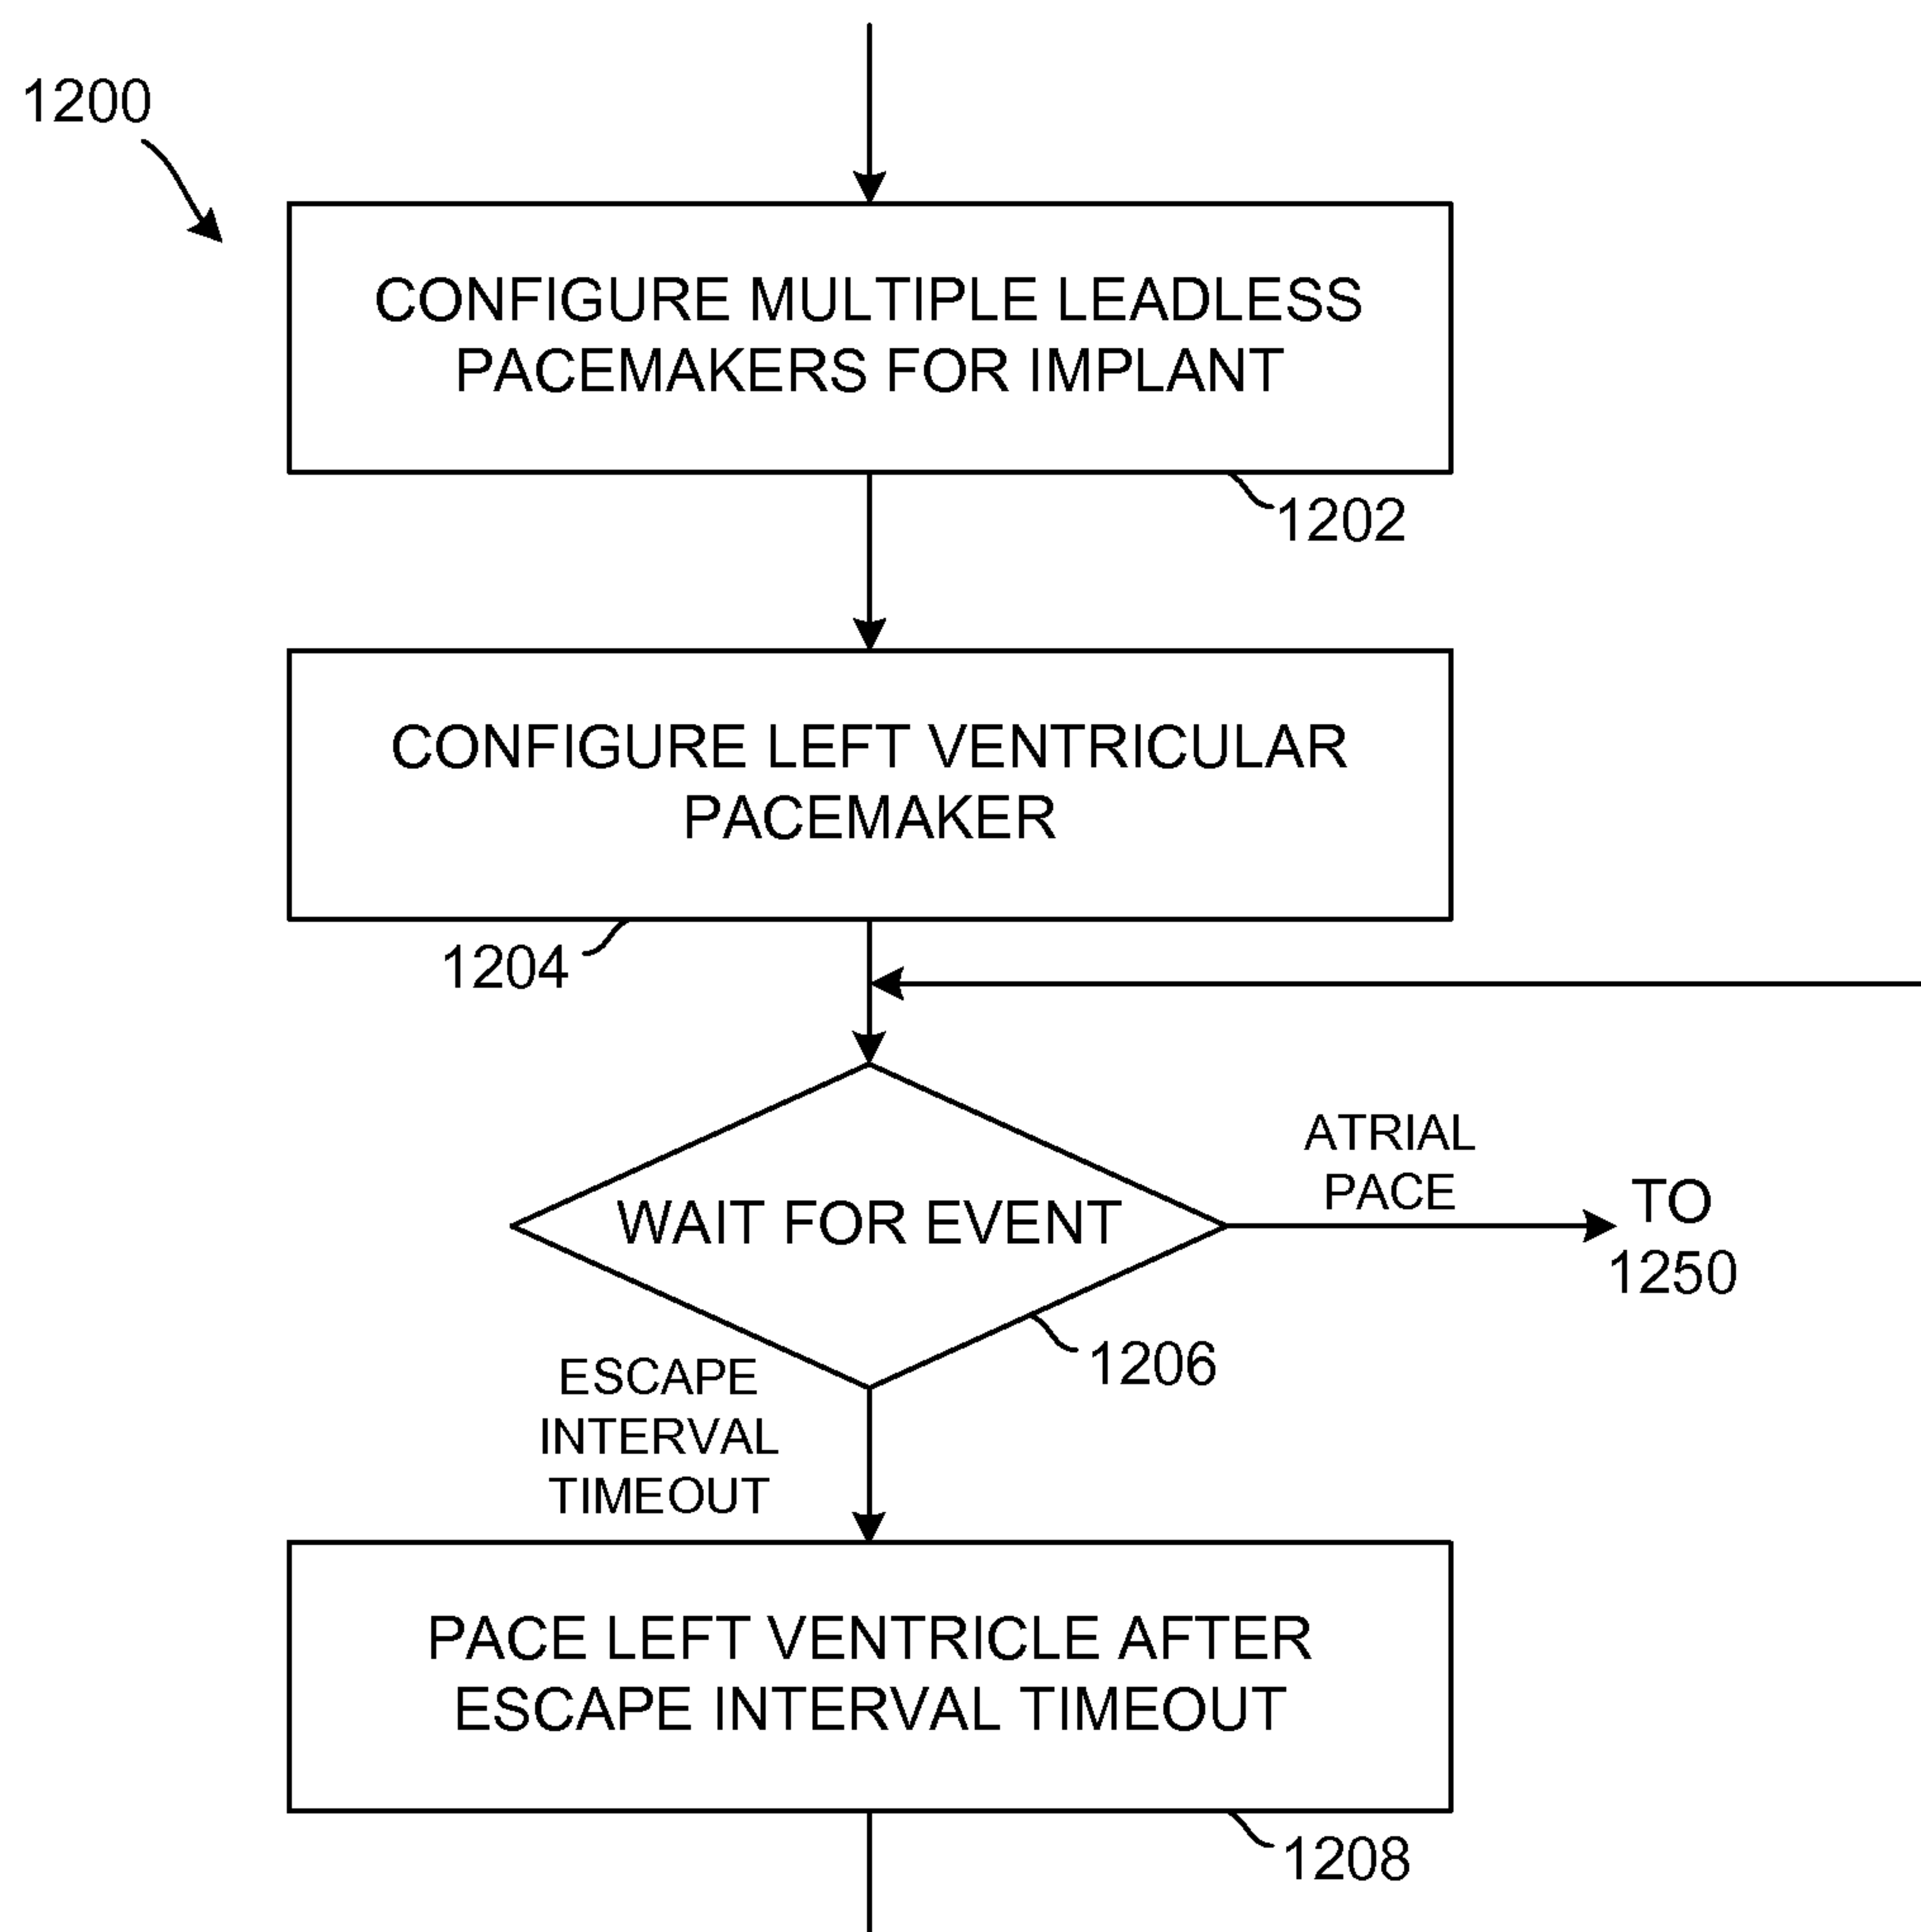 1200
CONFIGURE MULTIPLE LEADLESS
PACEMAKERS FOR IMPLANT
1202
CONFIGURE LEFT VENTRICULAR
PACEMAKER
1204
WAIT FOR EVENT
ATRIAL
PACE
TO
1250
1206
ESCAPE
INTERVAL
TIMEOUT
PACE LEFT VENTRICLE AFTER
ESCAPE INTERVAL TIMEOUT
1208